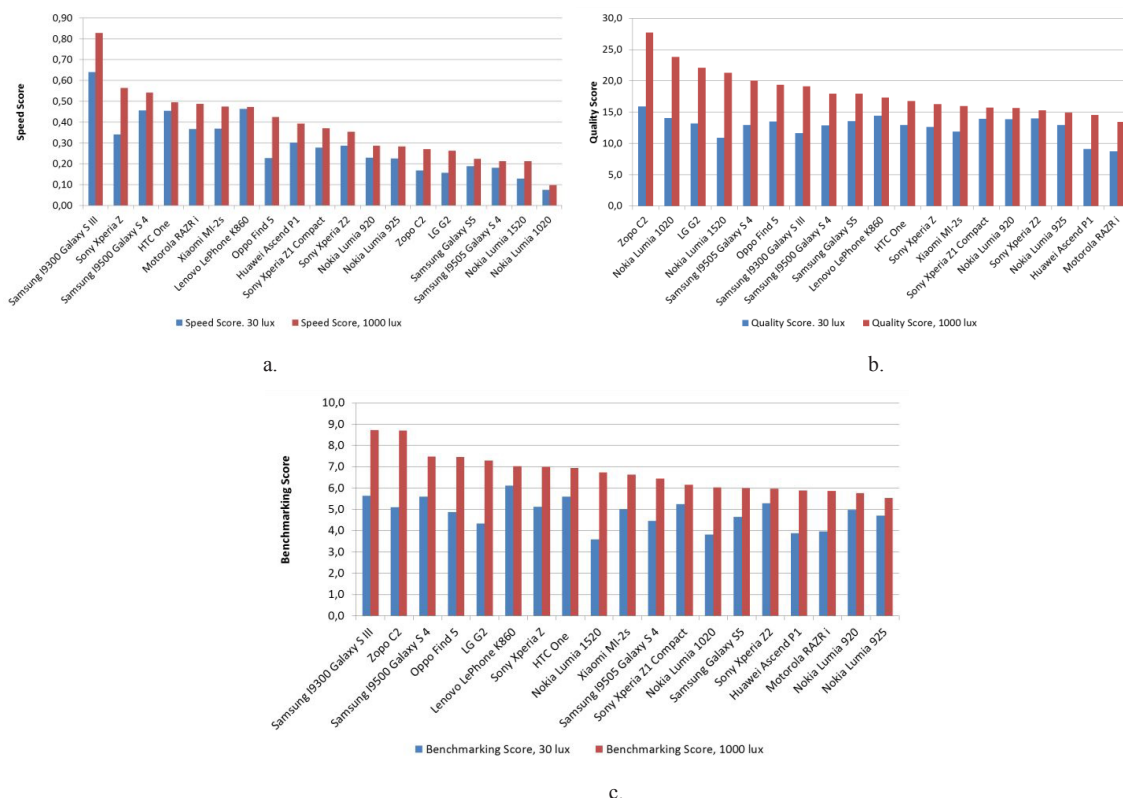 0,90
0,80
0,70
0,60
0,50
0,40
0,30
0,20
0,10
0,00
Speed Score
Samsung I9300 Galaxy S III
Sony Xperia Z
Samsung I9500 Galaxy S 4
HTC One
Motorola RAZR i
Xiaomi MI-2s
Lenovo LePhone K860
Oppo Find 5
Huawei Ascend P1
Sony Xperia Z1 Compact
Sony Xperia Z2
Nokia Lumia 920
Nokia Lumia 925
Zopo C2
LG G2
Samsung Galaxy S5
Samsung I9505 Galaxy S 4
Nokia Lumia 1520
Nokia Lumia 1020
Speed Score. 30 lux
Speed Score, 1000 lux
a.
30,0
25,0
20,0
15,0
10,0
5,0
0,0
Quality Score
Zopo C2
Nokia Lumia 1020
LG G2
Nokia Lumia 1520
Samsung I9505 Galaxy S 4
Oppo Find 5
Samsung I9300 Galaxy S III
Samsung I9500 Galaxy S 4
Samsung Galaxy S5
Lenovo LePhone K860
HTC One
Sony Xperia Z
Xiaomi MI-2s
Sony Xperia Z1 Compact
Nokia Lumia 920
Sony Xperia Z2
Nokia Lumia 925
Huawei Ascend P1
Motorola RAZR i
Quality Score. 30 lux
Quality Score, 1000 lux
b.
10,0
9,0
8,0
7,0
6,0
5,0
4,0
3,0
2,0
1,0
0,0
Benchmarking Score
Samsung I9300 Galaxy S III
Zopo C2
Samsung I9500 Galaxy S 4
Oppo Find 5
LG G2
Lenovo LePhone K860
Sony Xperia Z
HTC One
Nokia Lumia 1520
Xiaomi MI-2s
Samsung I9505 Galaxy S 4
Sony Xperia Z1 Compact
Nokia Lumia 1020
Samsung Galaxy S5
Sony Xperia Z2
Huawei Ascend P1
Motorola RAZR i
Nokia Lumia 920
Nokia Lumia 925
Benchmarking Score, 30 lux
Benchmarking Score, 1000 lux
c.